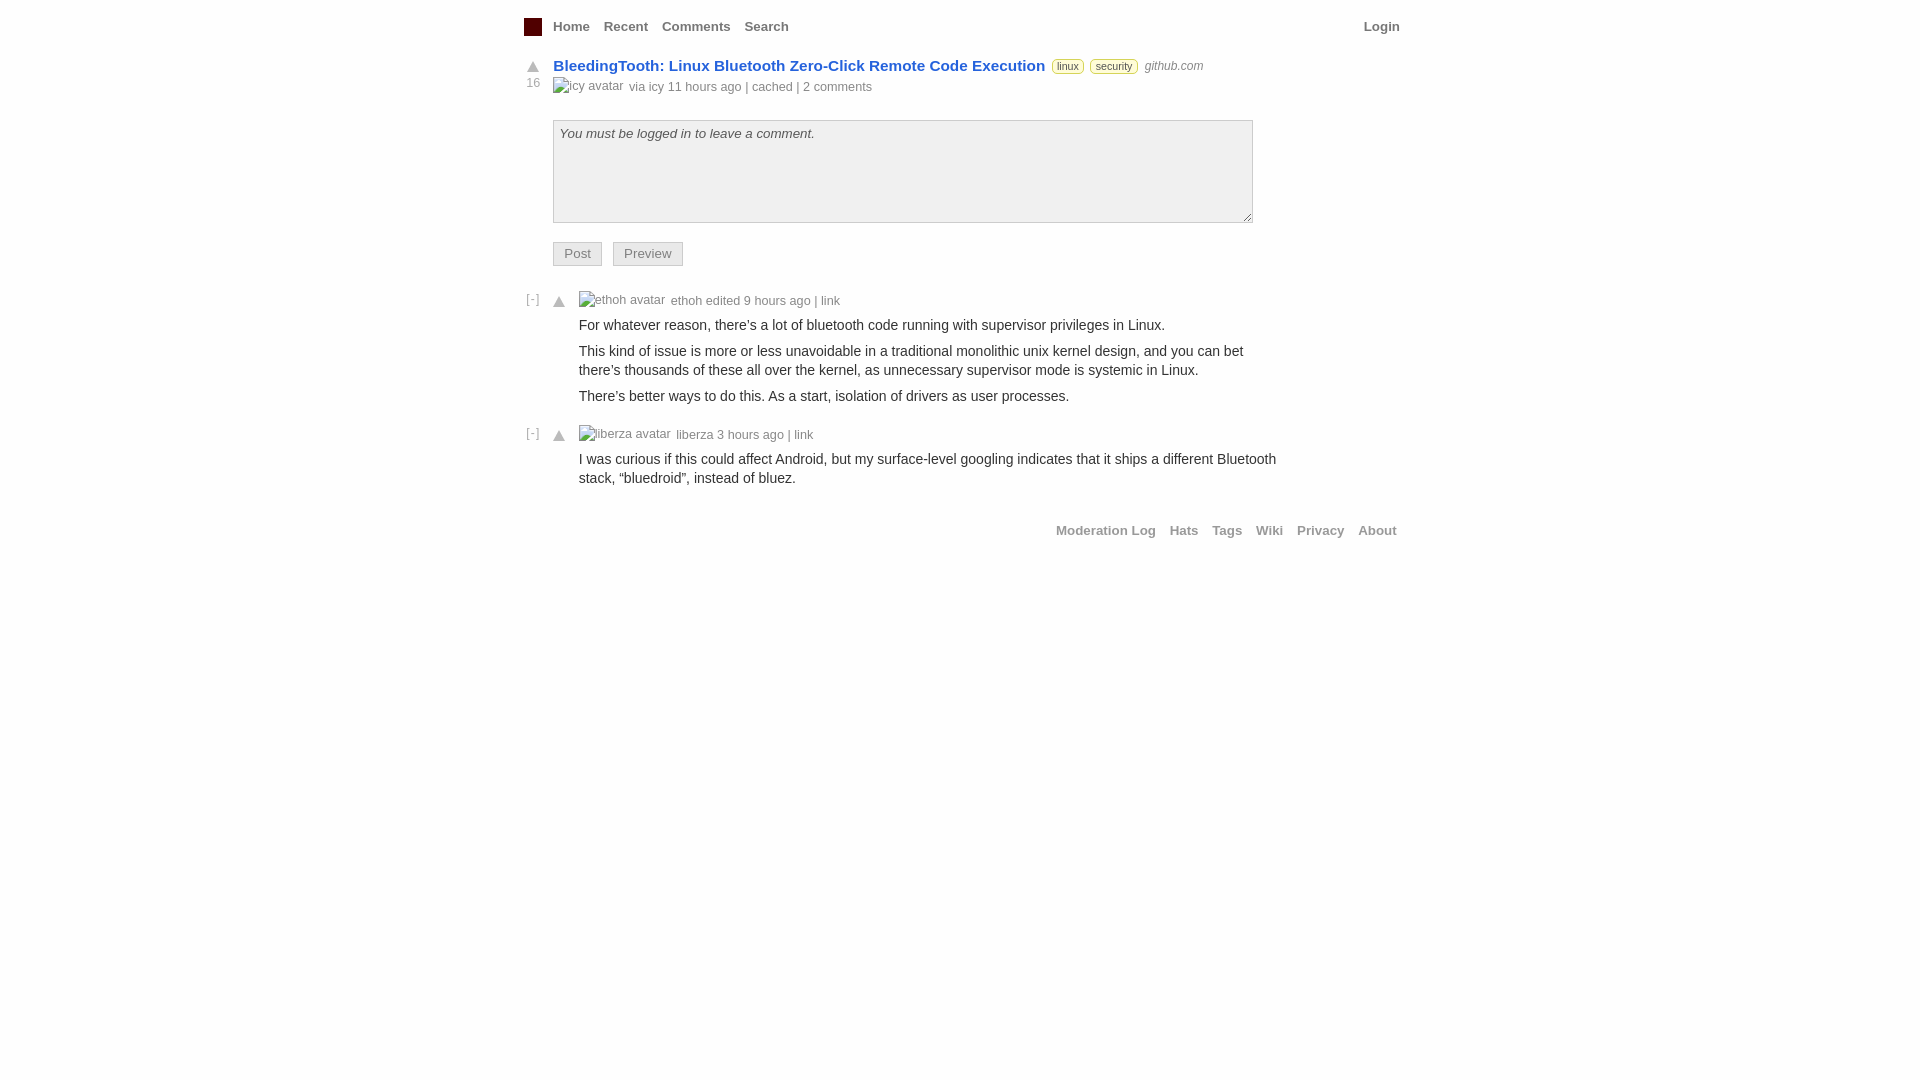 Home Recent Comments Search Login
BleedingTooth: Linux Bluetooth Zero-Click Remote Code Execution linux security github.com
16
icy avatar via icy 11 hours ago | cached | 2 comments
You must be logged in to leave a comment.
Post Preview
[-] ethoh avatar ethoh edited 9 hours ago | link
For whatever reason, there’s a lot of bluetooth code running with supervisor privileges in Linux.
This kind of issue is more or less unavoidable in a traditional monolithic unix kernel design, and you can bet
there’s thousands of these all over the kernel, as unnecessary supervisor mode is systemic in Linux.
There’s better ways to do this. As a start, isolation of drivers as user processes.
[-] liberza avatar liberza 3 hours ago | link
I was curious if this could affect Android, but my surface-level googling indicates that it ships a different Bluetooth
stack, “bluedroid”, instead of bluez.
Moderation Log Hats Tags Wiki Privacy About